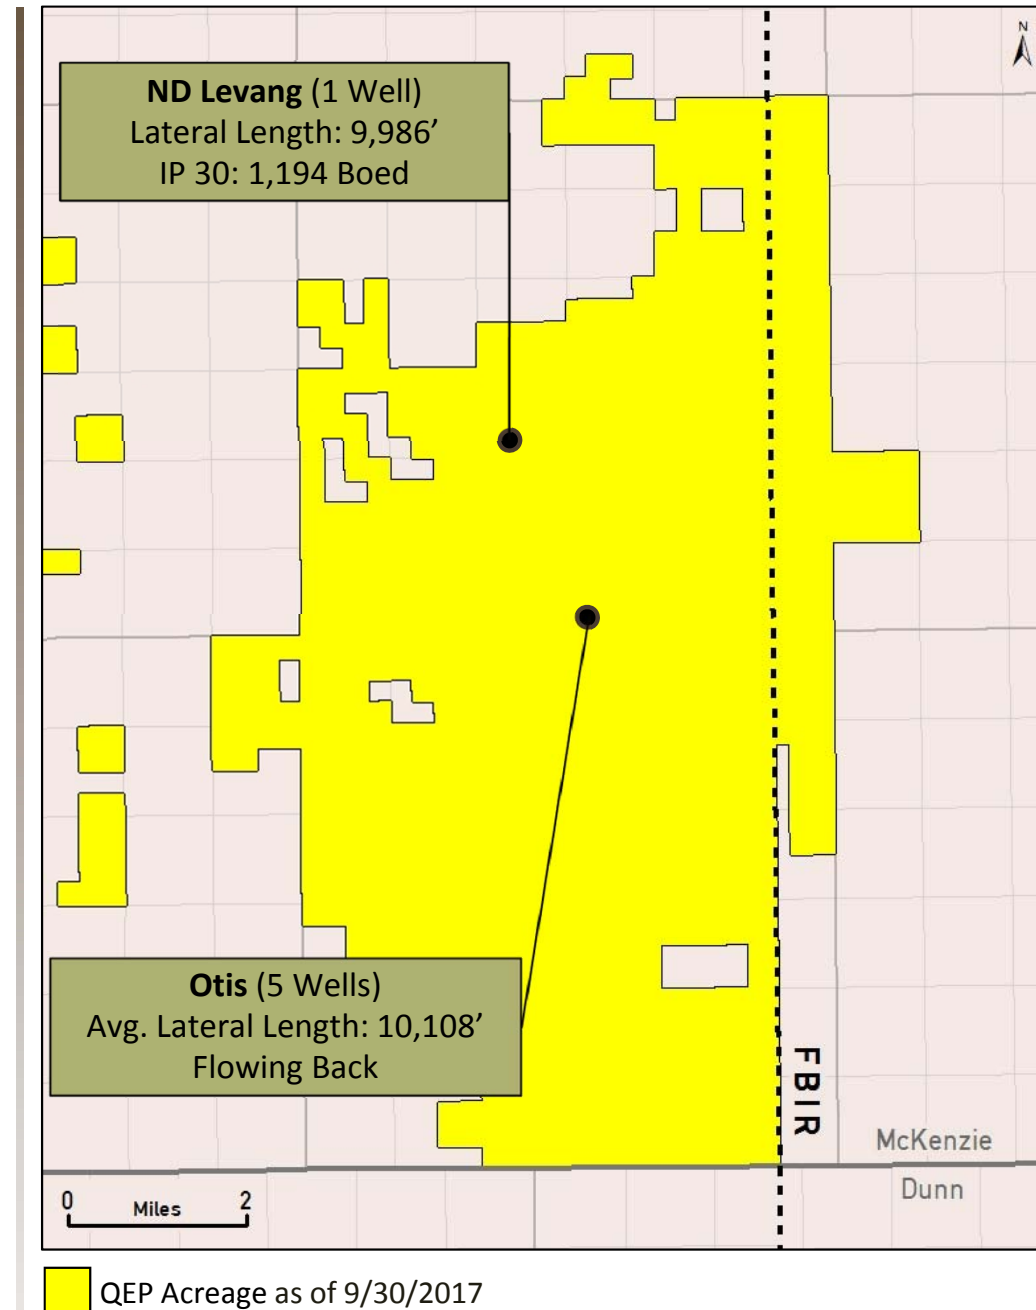 N
ND Levang (1 Well)
Lateral Length: 9,986’
IP 30: 1,194 Boed
Otis (5 Wells)
Avg. Lateral Length: 10,108’
Flowing Back
FBIR
McKenzie
Dunn
0 Miles 2
QEP Acreage as of 9/30/2017